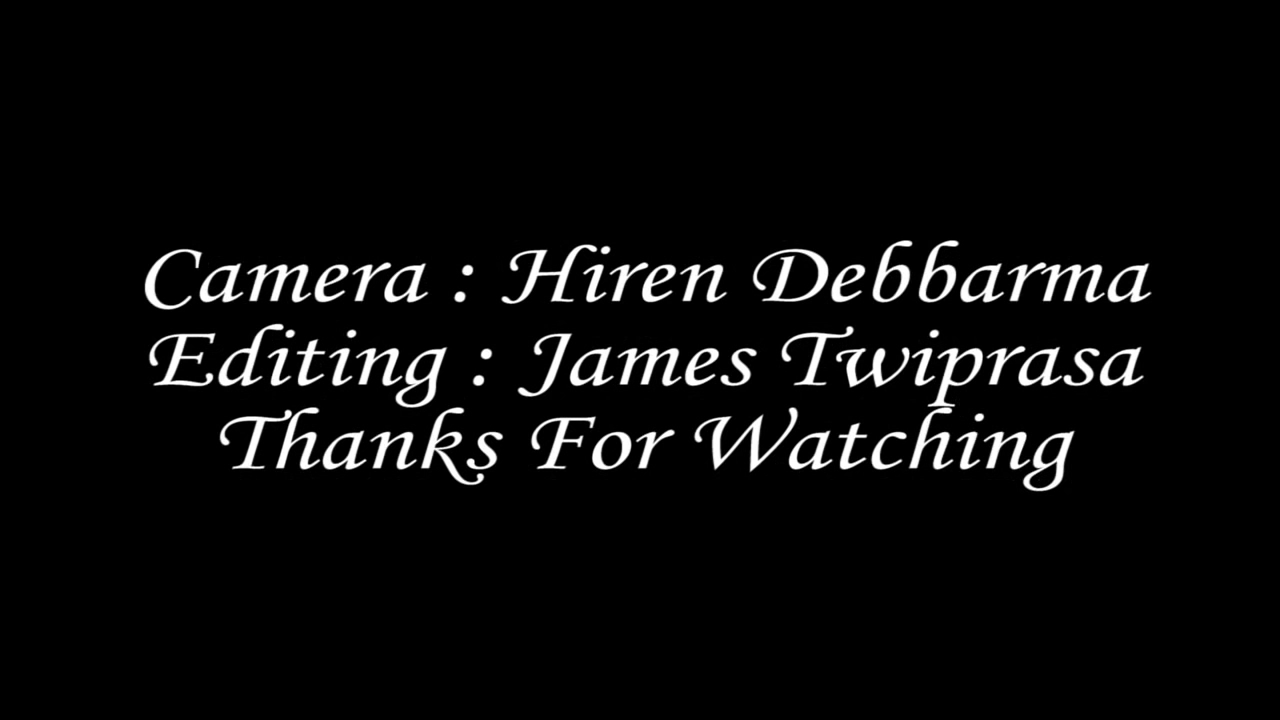 Camera : Hiren Debbarma
Editing : James Twiprasa
Thanks For Watching